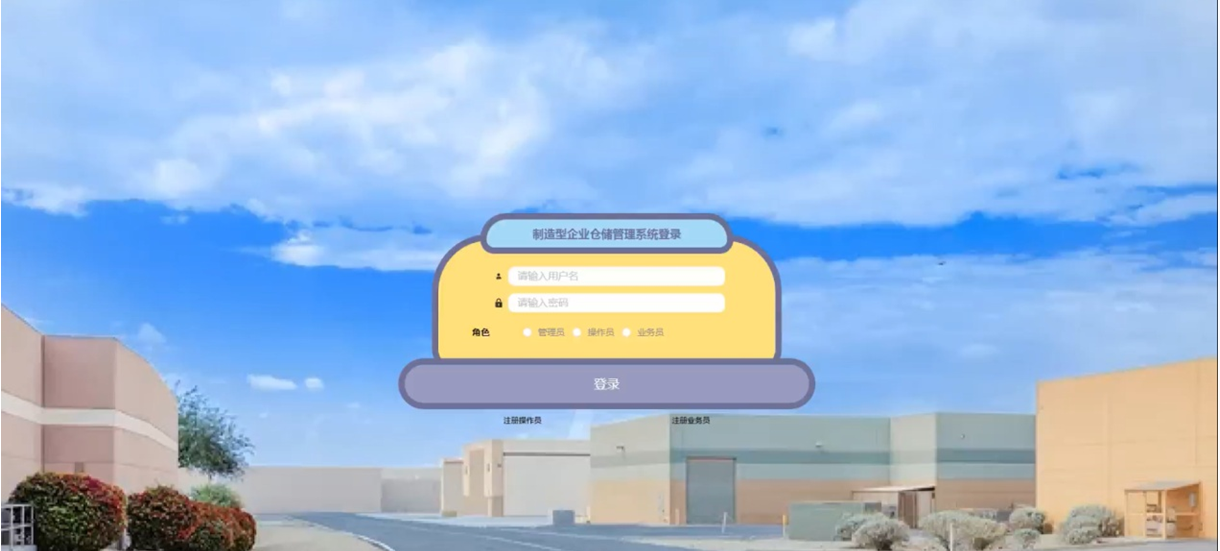 制造型企业仓储管理系统登录
请输入用户名
请输入密码
角色 管理员 操作员 业务员
登录
注册操作员 注册业务员